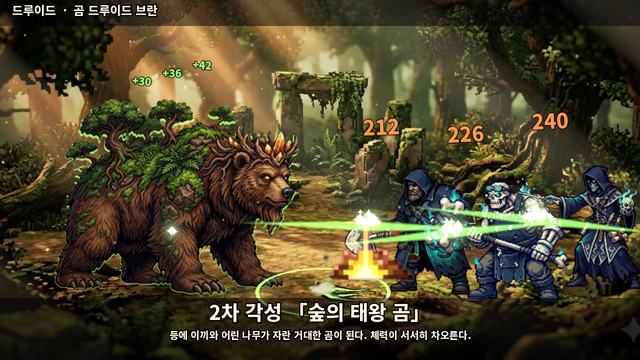 드루이드 · 곰 드루이드 브란
+30 +36 +42
212 226 240
2차 각성 「숲의 태왕 곰」
등에 이끼와 어린 나무가 자란 거대한 곰이 된다. 체력이 서서히 차오른다.